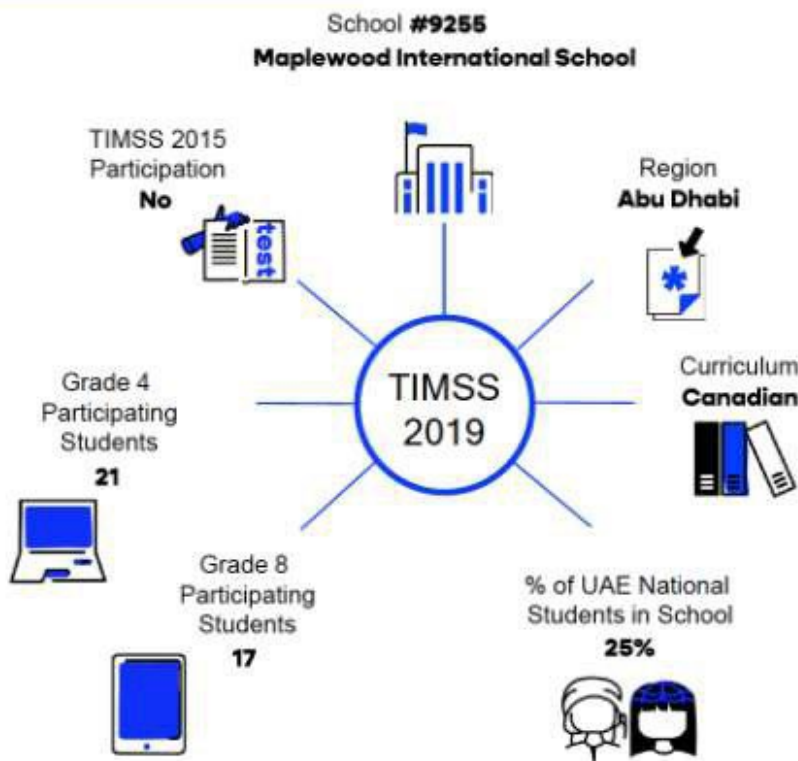 School #9255
Maplewood International School
TIMSS 2015
Participation
No
test
Region
Abu Dhabi
Grade 4
Participating
Students
21
TIMSS
2019
Curriculum
Canadian
Grade 8
Participating
Students
17
% of UAE National
Students in School
25%